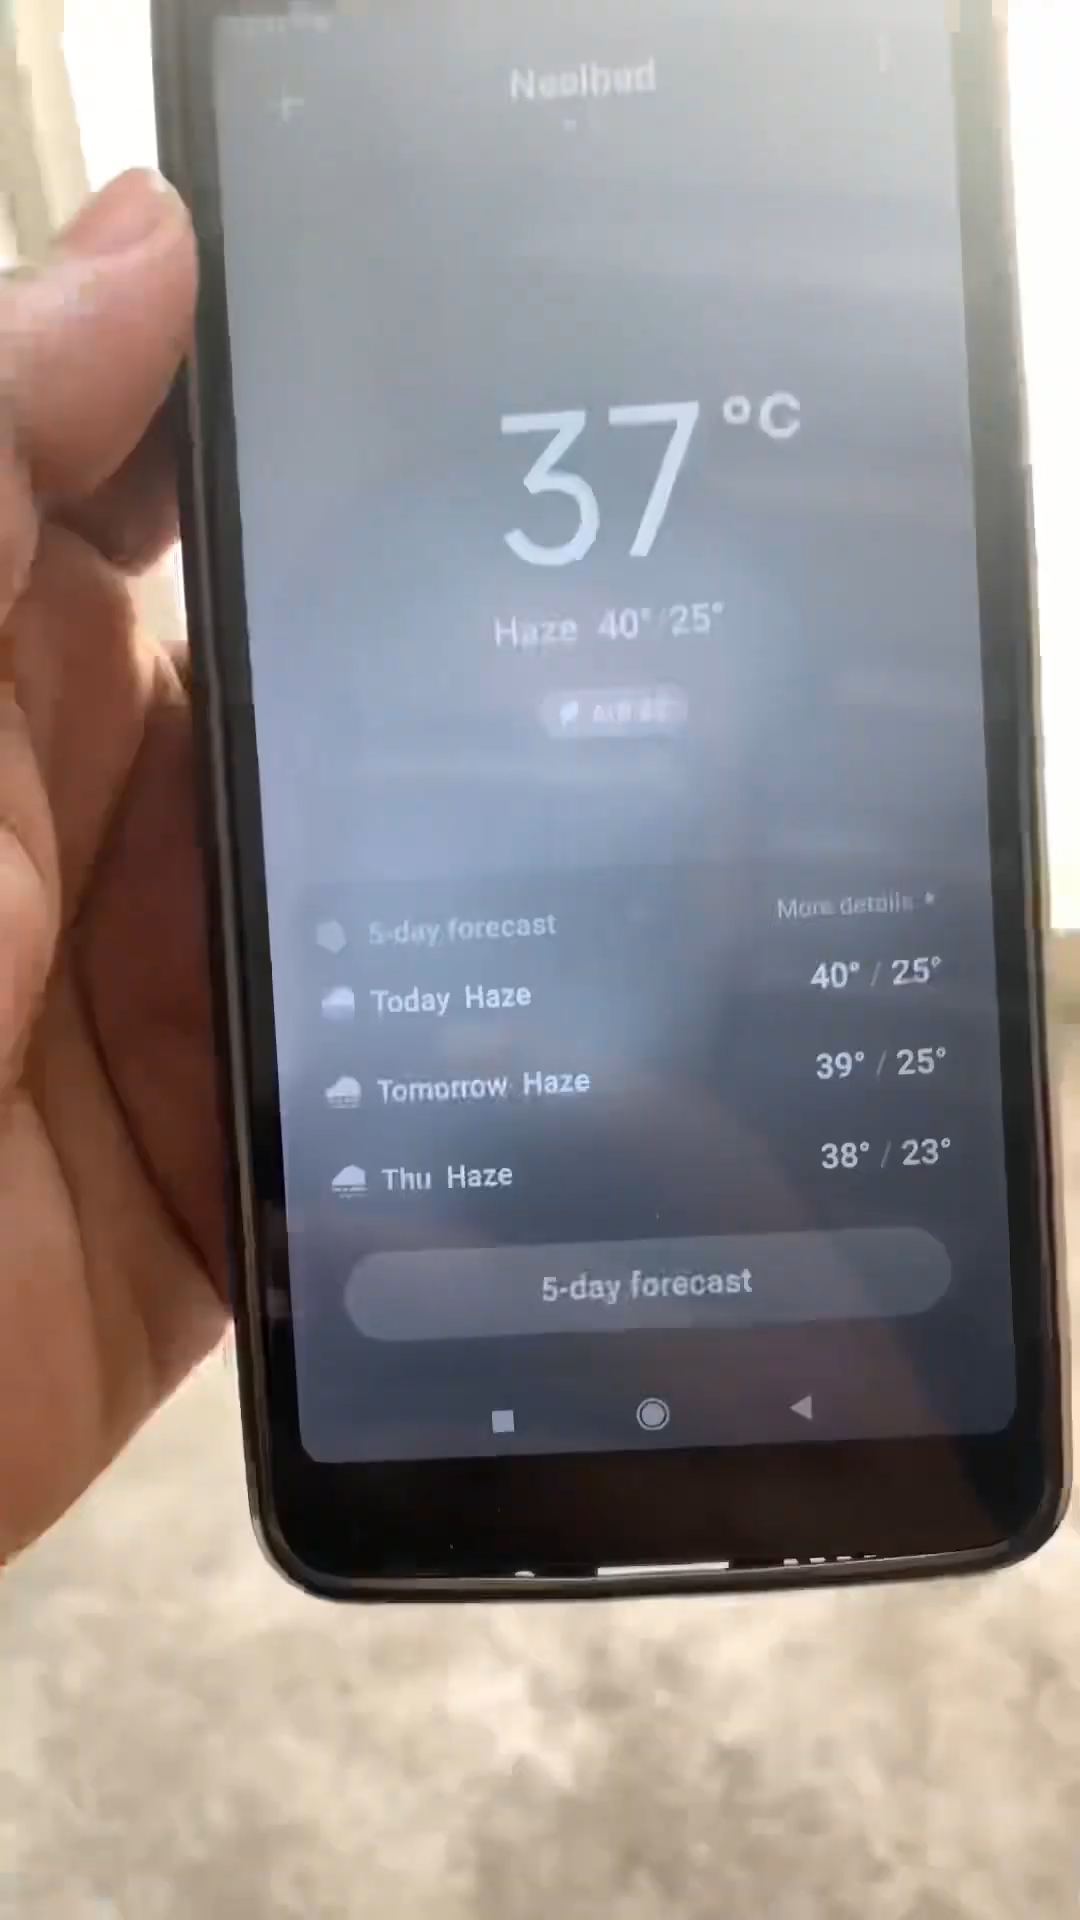 37 °C
Haze 40° / 25°
5-day forecast
More details
Today Haze 40° / 25°
Tomorrow Haze 39° / 25°
Thu Haze 38° / 23°
5-day forecast